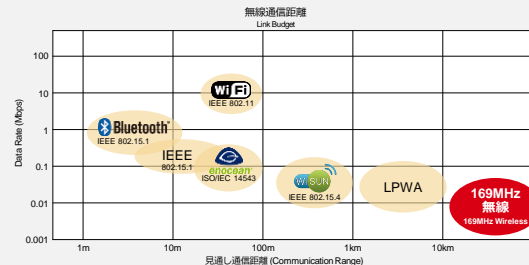 無線通信距離
Link Budget
Data Rate (Mbps)
100
10
1
0.1
0.01
0.001
WiFi
IEEE 802.11
Bluetooth™
IEEE 802.15.1
IEEE
802.15.1
enocean
ISO/IEC 14543
Wi SUN
IEEE 802.15.4
LPWA
169MHz
無線
169MHz Wireless
1m
10m
100m
1km
10km
見通し通信距離 (Communication Range)